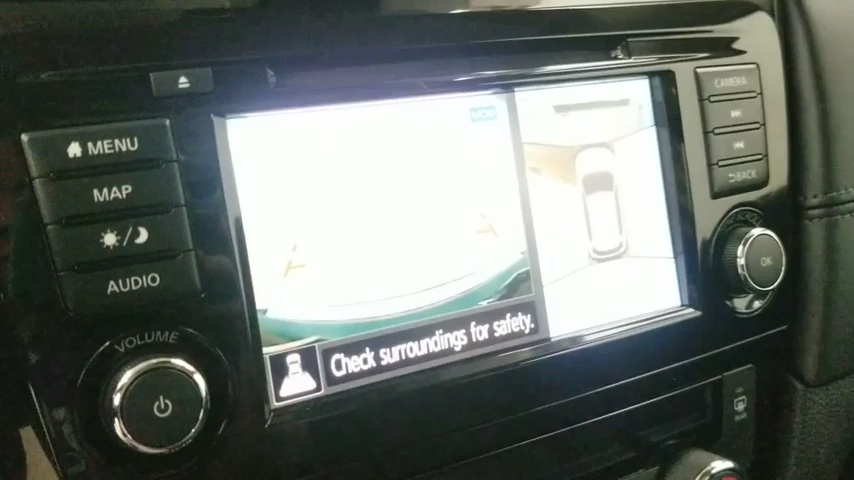 MENU
MAP
AUDIO
VOLUME
MOD
Check surroundings for safety.
CAMERA
BACK
OK